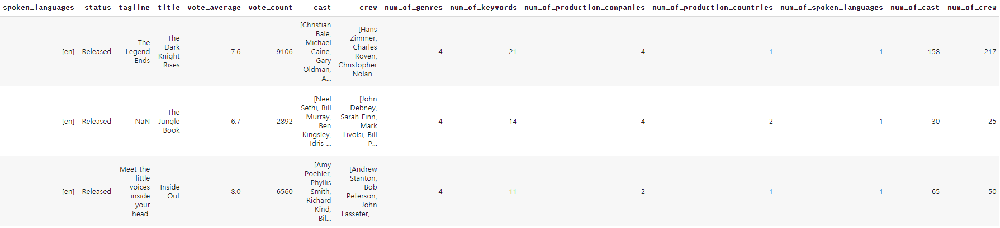 spoken_languages status tagline title vote_average vote_count cast crew num_of_genres num_of_keywords num_of_production_companies num_of_production_countries num_of_spoken_languages num_of_cast num_of_crew
[en] Released The Legend Ends The Dark Knight Rises 7.6 9106 [Christian Bale, Michael Caine, Gary Oldman, A... [Hans Zimmer, Charles Roven, Christopher Nolan... 4 21 4 1 1 158 217
[en] Released NaN The Jungle Book 6.7 2892 [Neel Sethi, Bill Murray, Ben Kingsley, Idris ... [John Debney, Sarah Finn, Mark Livolsi, Bill P... 4 14 4 2 1 30 25
[en] Released Meet the little voices inside your head. Inside Out 8.0 6560 [Amy Poehler, Phyllis Smith, Richard Kind, Bil... [Andrew Stanton, Bob Peterson, John Lasseter, ... 4 11 2 1 1 65 50